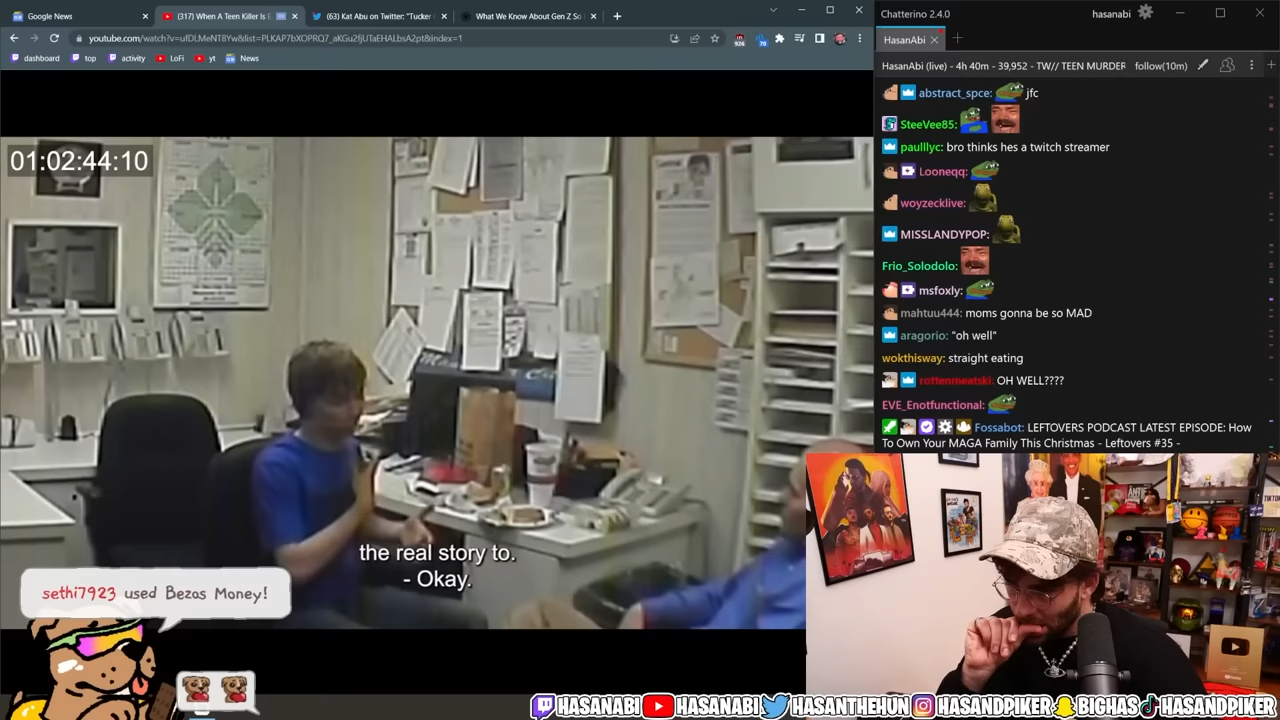 Google News
(317) When A Teen Killer Is
(63) Kat Abu on Twitter: "Tucker
What We Know About Gen Z So
youtube.com/watch?v=ufDLMeNT8Yw&list=PLKAP7bXOPRQ7_aKGu2fjUTaEHALbsA2pt&index=1
dashboard
top
activity
LoFi
yt
News
01:02:44:10
the real story to.
- Okay.
sethi7923 used Bezos Money!
Chatterino 2.4.0
hasanabi
HasanAbi
HasanAbi (live) - 4h 40m - 39,952 - TW// TEEN MURDER
follow(10m)
abstract_spce: jfc
SteeVee85:
paulllyc: bro thinks hes a twitch streamer
Looneqq:
woyzecklive:
MISSLANDYPOP:
Frio_Solodolo:
msfoxly:
mahtuu444: moms gonna be so MAD
aragorio: "oh well"
wokthisway: straight eating
rottenmeatski: OH WELL????
EVE_Enotfunctional:
Fossabot: LEFTOVERS PODCAST LATEST EPISODE: How
To Own Your MAGA Family This Christmas - Leftovers #35 -
HASANABI
HASANABI
HASANTHEHUN
HASANDPIKER
BIGHAS
HASANDPIKER